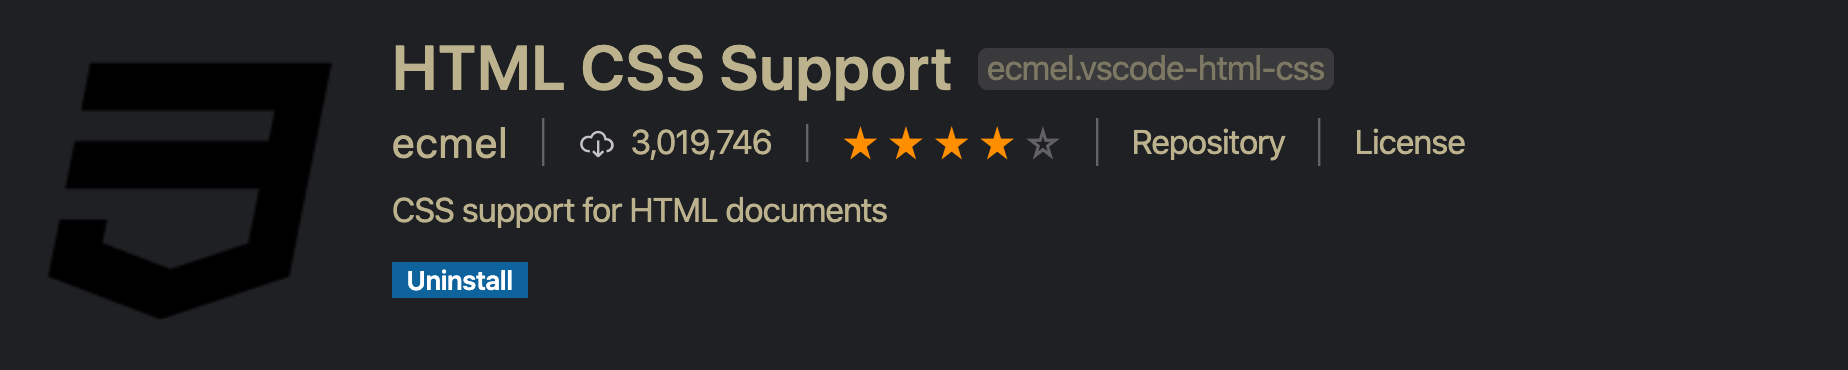 HTML CSS Support ecmel.vscode-html-css
ecmel 3,019,746 Repository License
CSS support for HTML documents
Uninstall